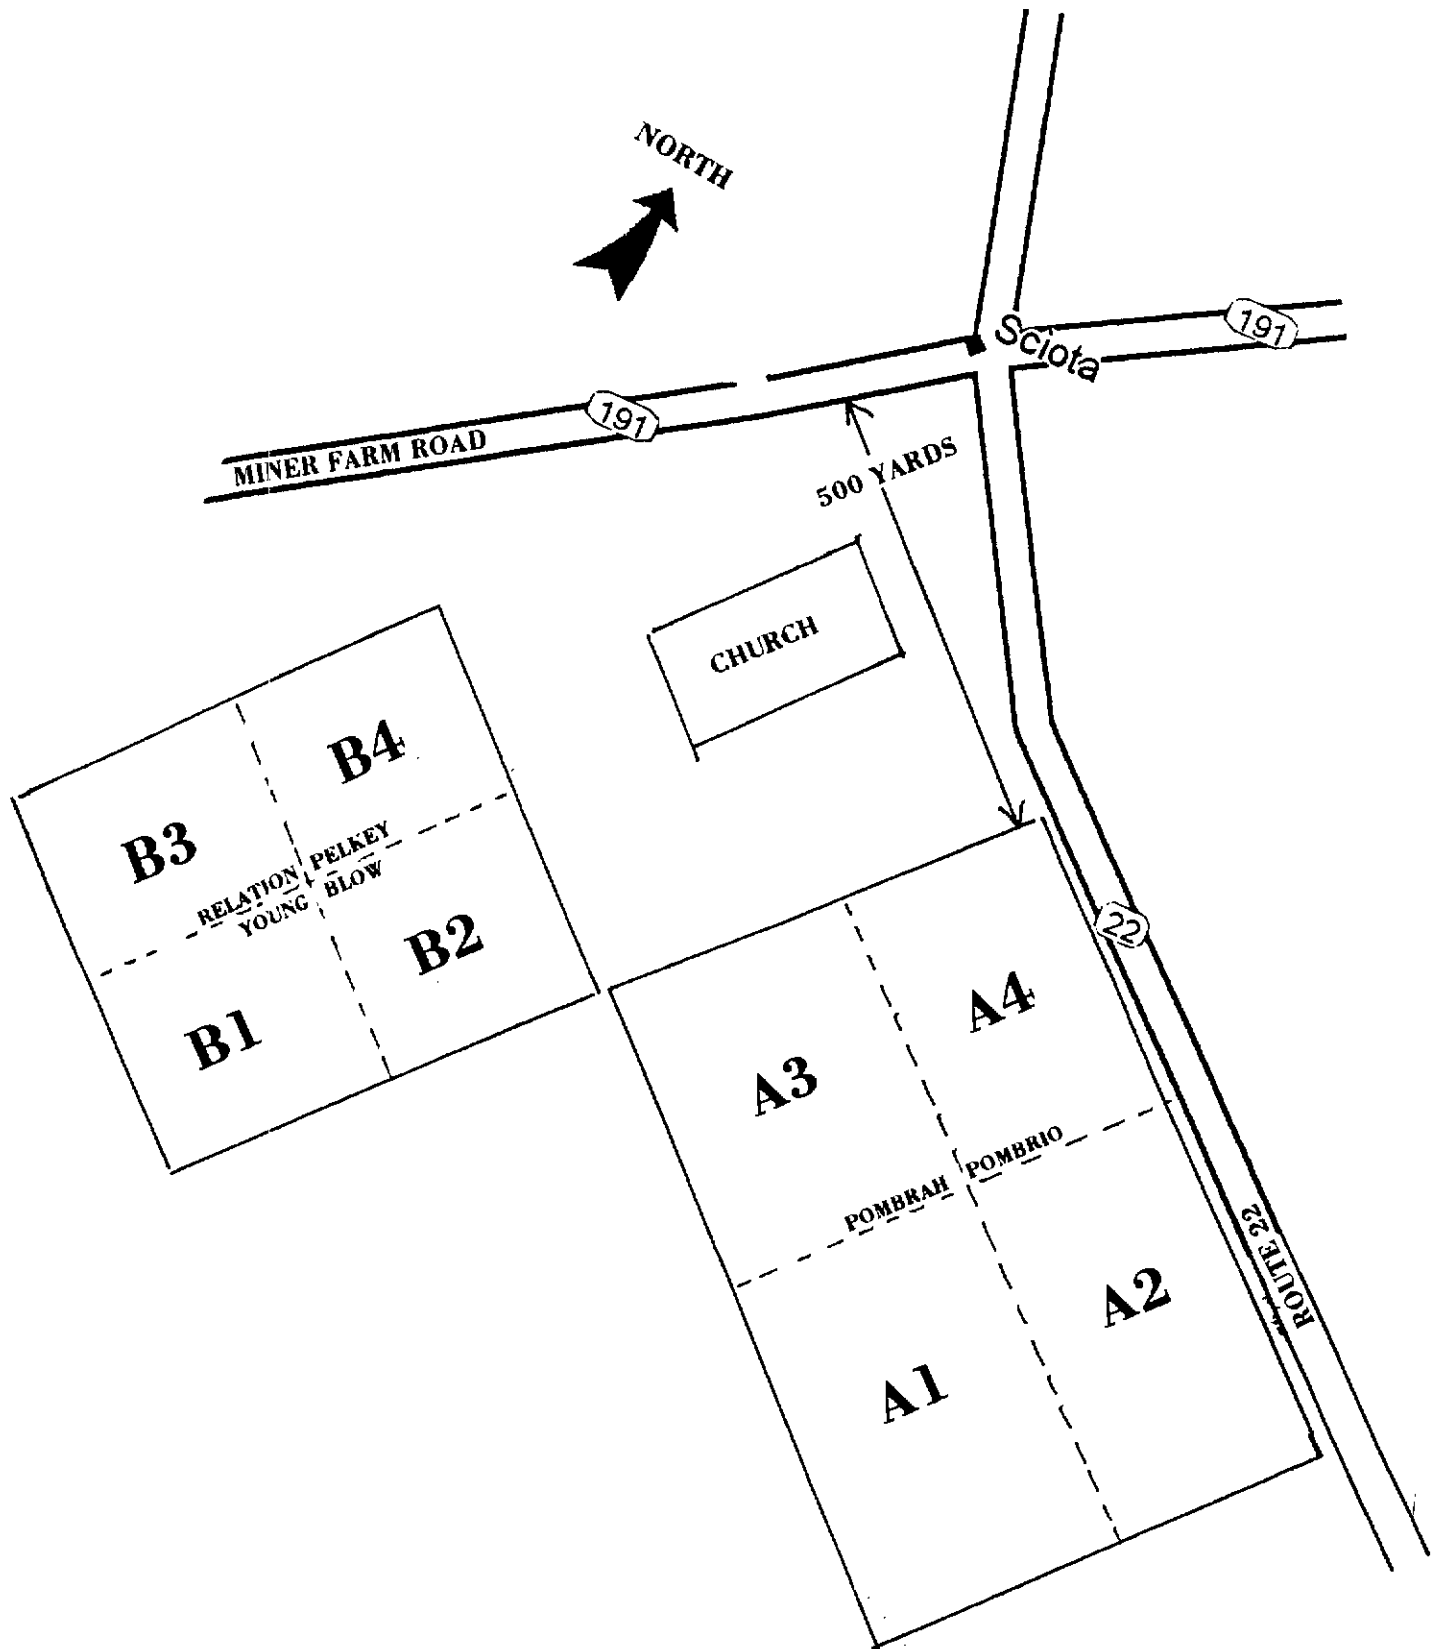 NORTH
Sciota
191
191
MINER FARM ROAD
500 YARDS
CHURCH
B4
B3
RELATION PELKEY
YOUNG BLOW
B2
B1
22
A4
A3
POMBRAH POMBRIO
ROUTE 22
A2
A1